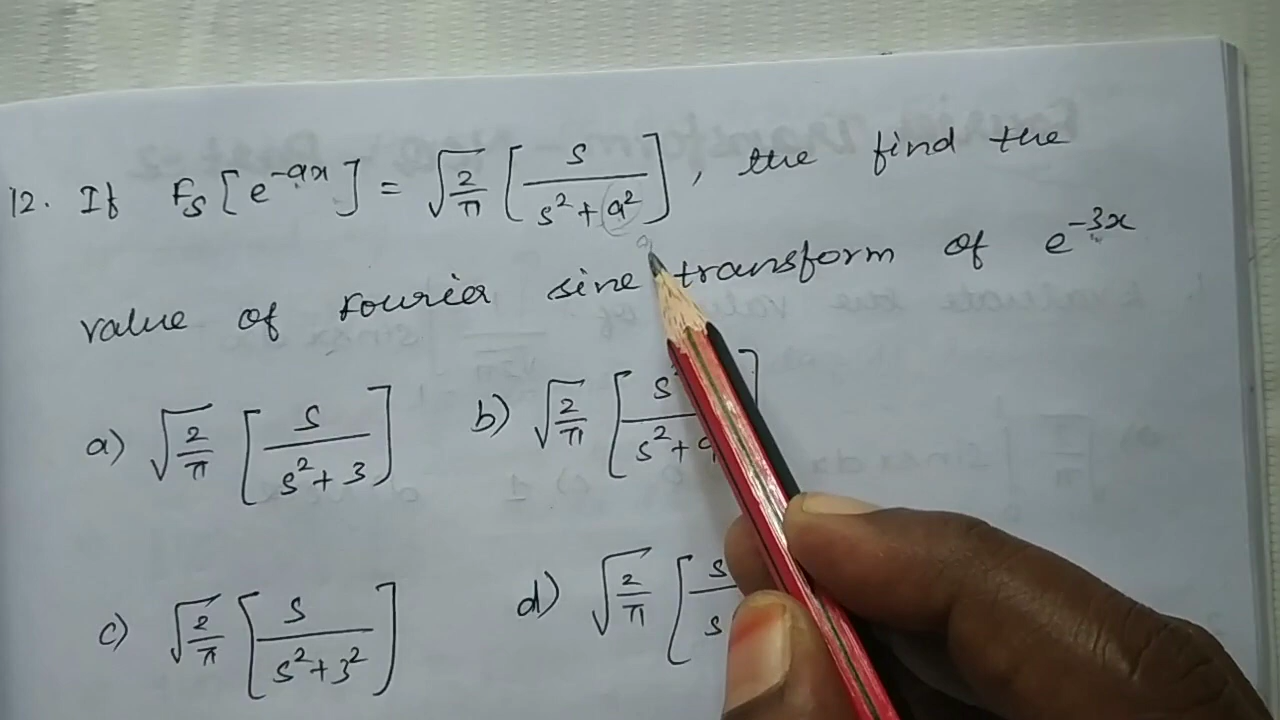 12. If Fs[e^-ax] = √(2/π) [s/(s²+a²)], the find the
value of Fourier sine transform of e^-3x
a) √(2/π) [s/(s²+3)] b) √(2/π)
c) √(2/π) [s/(s²+3²)] d) √(2/π)